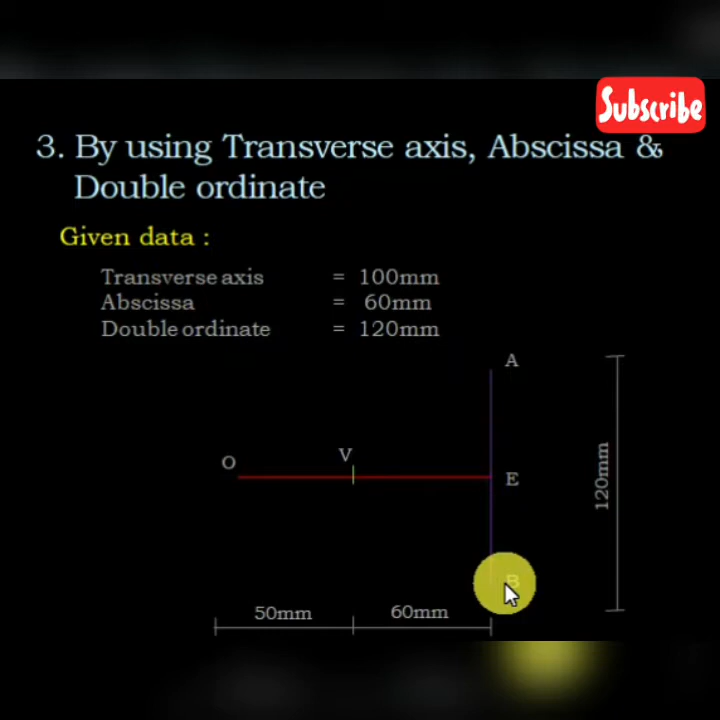 Subscribe
3. By using Transverse axis, Abscissa &
Double ordinate
Given data :
Transverse axis = 100mm
Abscissa = 60mm
Double ordinate = 120mm
A
V
O
E
120mm
B
50mm
60mm